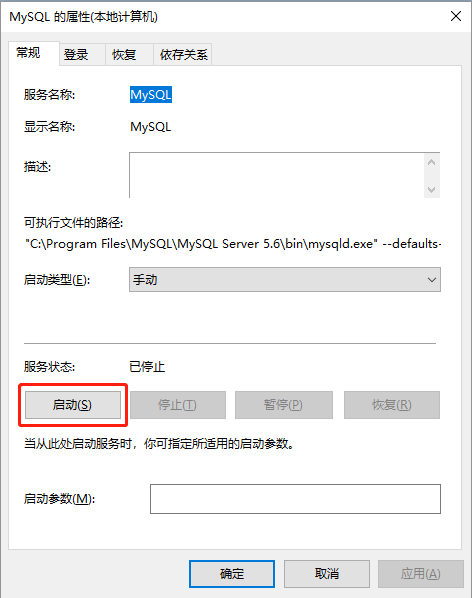 MySQL 的属性(本地计算机)
常规 登录 恢复 依存关系
服务名称: MySQL
显示名称: MySQL
描述:
可执行文件的路径:
"C:\Program Files\MySQL\MySQL Server 5.6\bin\mysqld.exe" --defaults-
启动类型(E): 手动
服务状态: 已停止
启动(S) 停止(T) 暂停(P) 恢复(R)
当从此处启动服务时，你可指定所适用的启动参数。
启动参数(M):
确定 取消 应用(A)